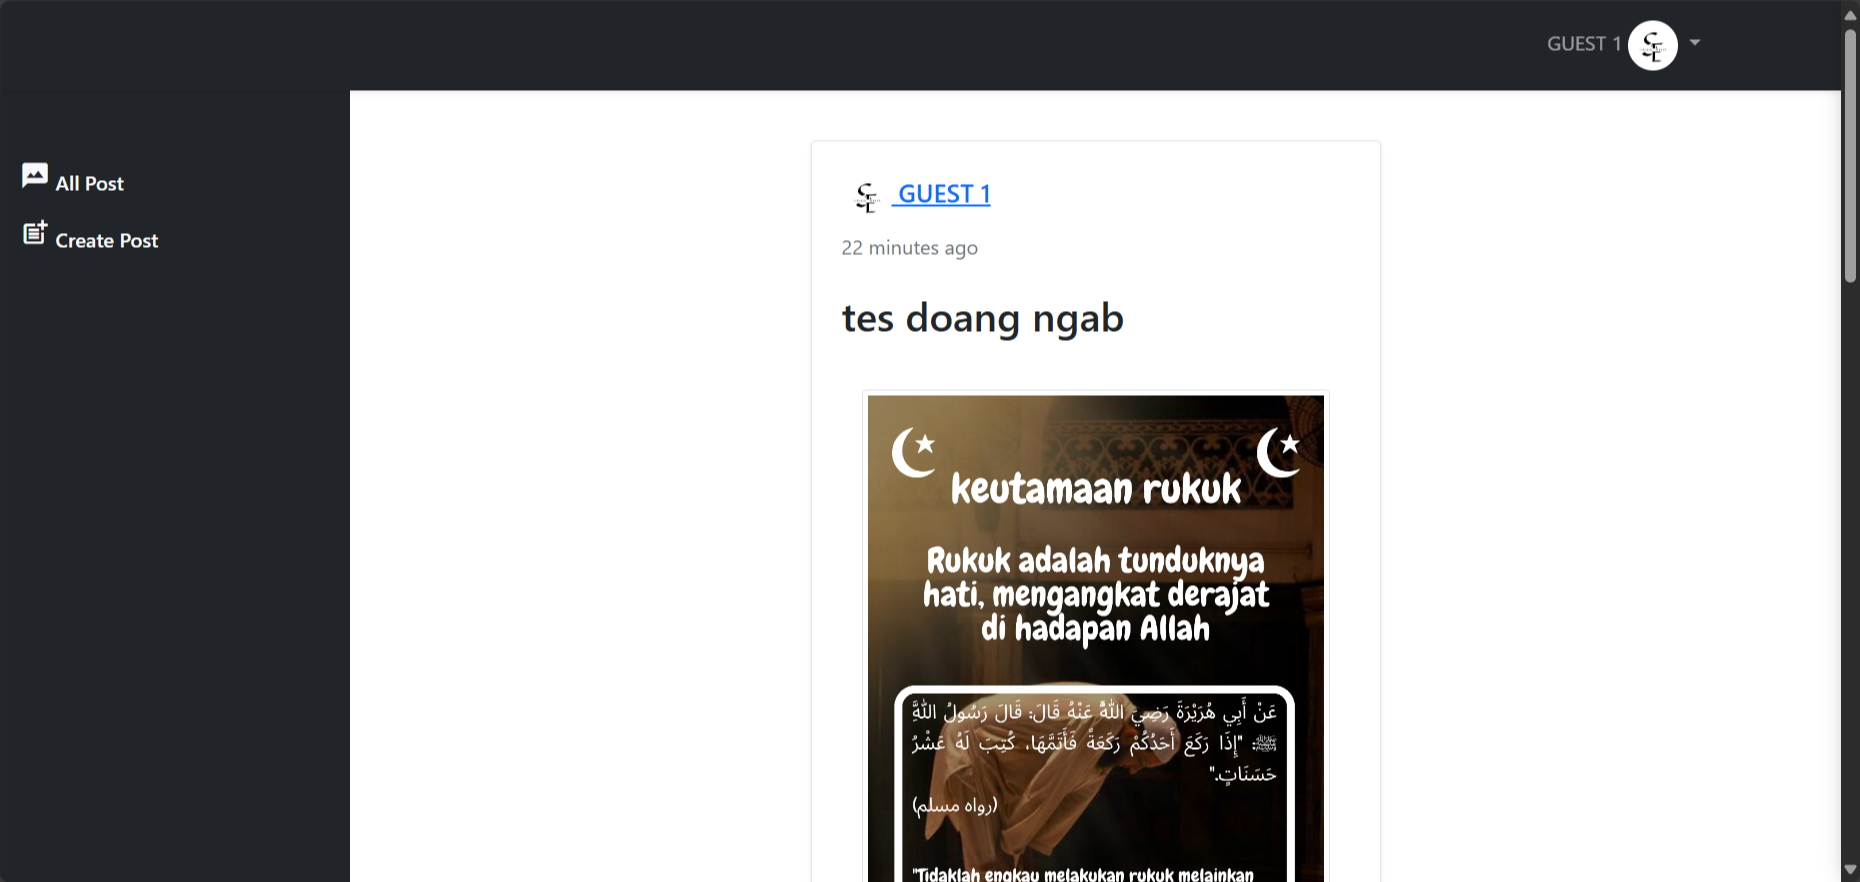 GUEST 1
All Post
Create Post
GUEST 1
22 minutes ago
tes doang ngab
keutamaan rukuk
Rukuk adalah tunduknya
hati, mengangkat derajat
di hadapan Allah
عَنْ أَبِي هُرَيْرَةَ رَضِيَ اللهُ عَنْهُ قَالَ: قَالَ رَسُولُ اللهِ
ﷺ: "إِذَا رَكَعَ أَحَدُكُمْ رَكَعَةً فَأَتَمَّهَا، كُتِبَ لَهُ عَشْرُ
حَسَنَاتٍ."
(رواه مسلم)
"Tidaklah engkau melakukan rukuk melainkan